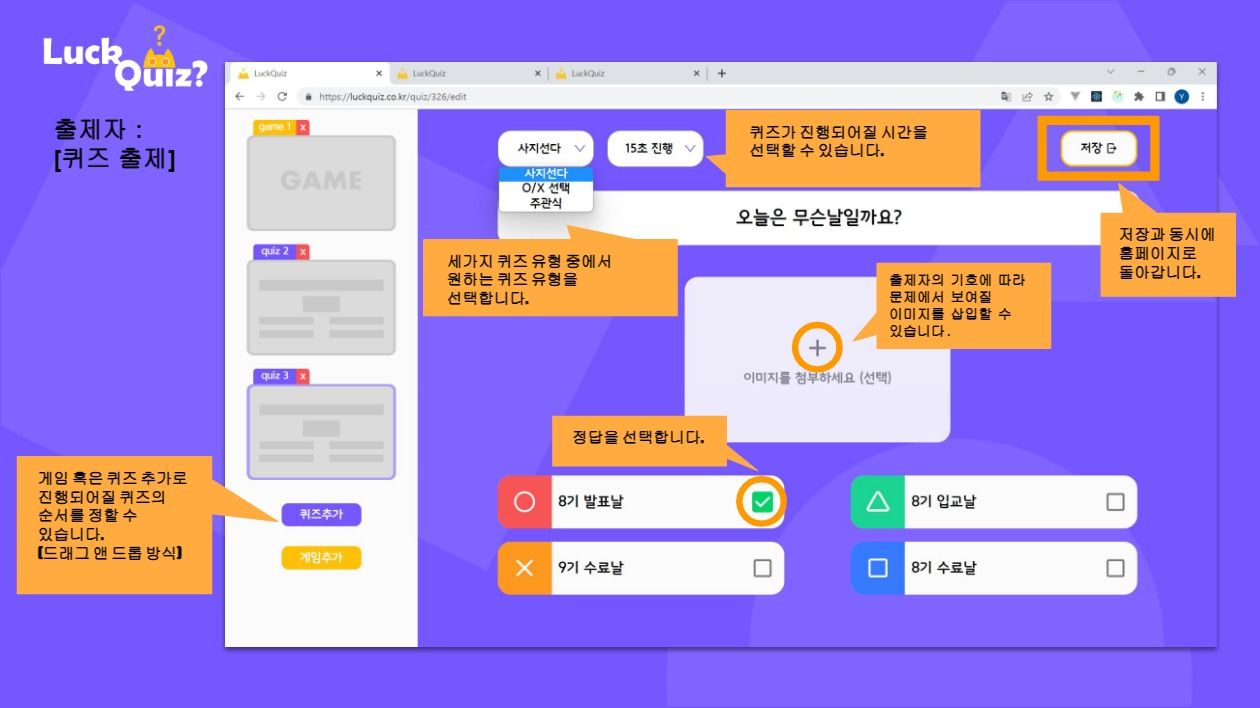 Luck
Quiz?
출제자 :
[퀴즈 출제]
LuckQuiz
LuckQuiz
LuckQuiz
https://luckquiz.co.kr/quiz/326/edit
Y
game 1 x
GAME
quiz 2 x
quiz 3 x
퀴즈추가
게임추가
게임 혹은 퀴즈 추가로
진행되어질 퀴즈의
순서를 정할 수
있습니다.
(드래그 앤 드롭 방식)
사지선다
15초 진행
사지선다
O/X 선택
주관식
퀴즈가 진행되어질 시간을
선택할 수 있습니다.
저장
오늘은 무슨날일까요?
저장과 동시에
홈페이지로
돌아갑니다.
세가지 퀴즈 유형 중에서
원하는 퀴즈 유형을
선택합니다.
출제자의 기호에 따라
문제에서 보여질
이미지를 삽입할 수
있습니다.
이미지를 첨부하세요 (선택)
정답을 선택합니다.
8기 발표날
8기 입교날
9기 수료날
8기 수료날